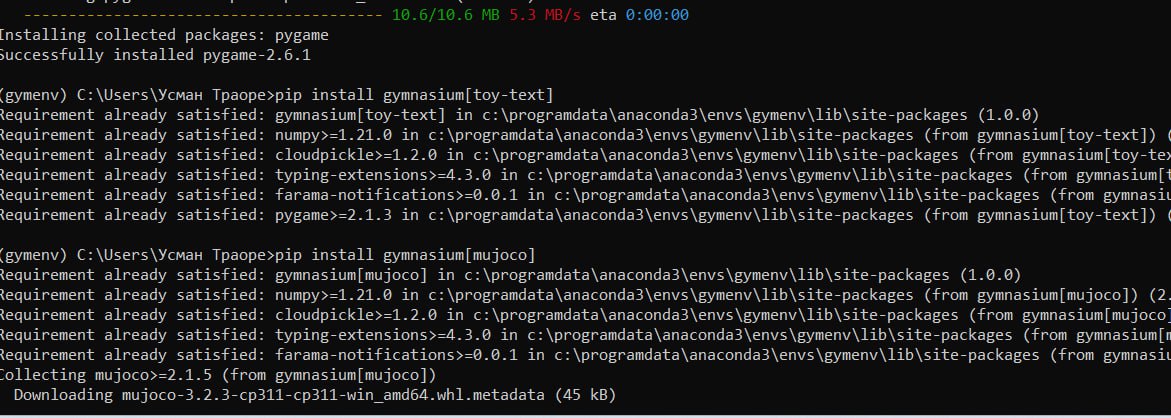 10.6/10.6 MB 5.3 MB/s eta 0:00:00
Installing collected packages: pygame
Successfully installed pygame-2.6.1
(gymenv) C:\Users\Усман Траоре>pip install gymnasium[toy-text]
Requirement already satisfied: gymnasium[toy-text] in c:\programdata\anaconda3\envs\gymenv\lib\site-packages (1.0.0)
Requirement already satisfied: numpy>=1.21.0 in c:\programdata\anaconda3\envs\gymenv\lib\site-packages (from gymnasium[toy-text]) (
Requirement already satisfied: cloudpickle>=1.2.0 in c:\programdata\anaconda3\envs\gymenv\lib\site-packages (from gymnasium[toy-te
Requirement already satisfied: typing-extensions>=4.3.0 in c:\programdata\anaconda3\envs\gymenv\lib\site-packages (from gymnasium[t
Requirement already satisfied: farama-notifications>=0.0.1 in c:\programdata\anaconda3\envs\gymenv\lib\site-packages (from gymnasiu
Requirement already satisfied: pygame>=2.1.3 in c:\programdata\anaconda3\envs\gymenv\lib\site-packages (from gymnasium[toy-text]) (
(gymenv) C:\Users\Усман Траоре>pip install gymnasium[mujoco]
Requirement already satisfied: gymnasium[mujoco] in c:\programdata\anaconda3\envs\gymenv\lib\site-packages (1.0.0)
Requirement already satisfied: numpy>=1.21.0 in c:\programdata\anaconda3\envs\gymenv\lib\site-packages (from gymnasium[mujoco]) (2.
Requirement already satisfied: cloudpickle>=1.2.0 in c:\programdata\anaconda3\envs\gymenv\lib\site-packages (from gymnasium[mujoco]
Requirement already satisfied: typing-extensions>=4.3.0 in c:\programdata\anaconda3\envs\gymenv\lib\site-packages (from gymnasium[m
Requirement already satisfied: farama-notifications>=0.0.1 in c:\programdata\anaconda3\envs\gymenv\lib\site-packages (from gymnasiu
Collecting mujoco>=2.1.5 (from gymnasium[mujoco])
Downloading mujoco-3.2.3-cp311-cp311-win_amd64.whl.metadata (45 kB)